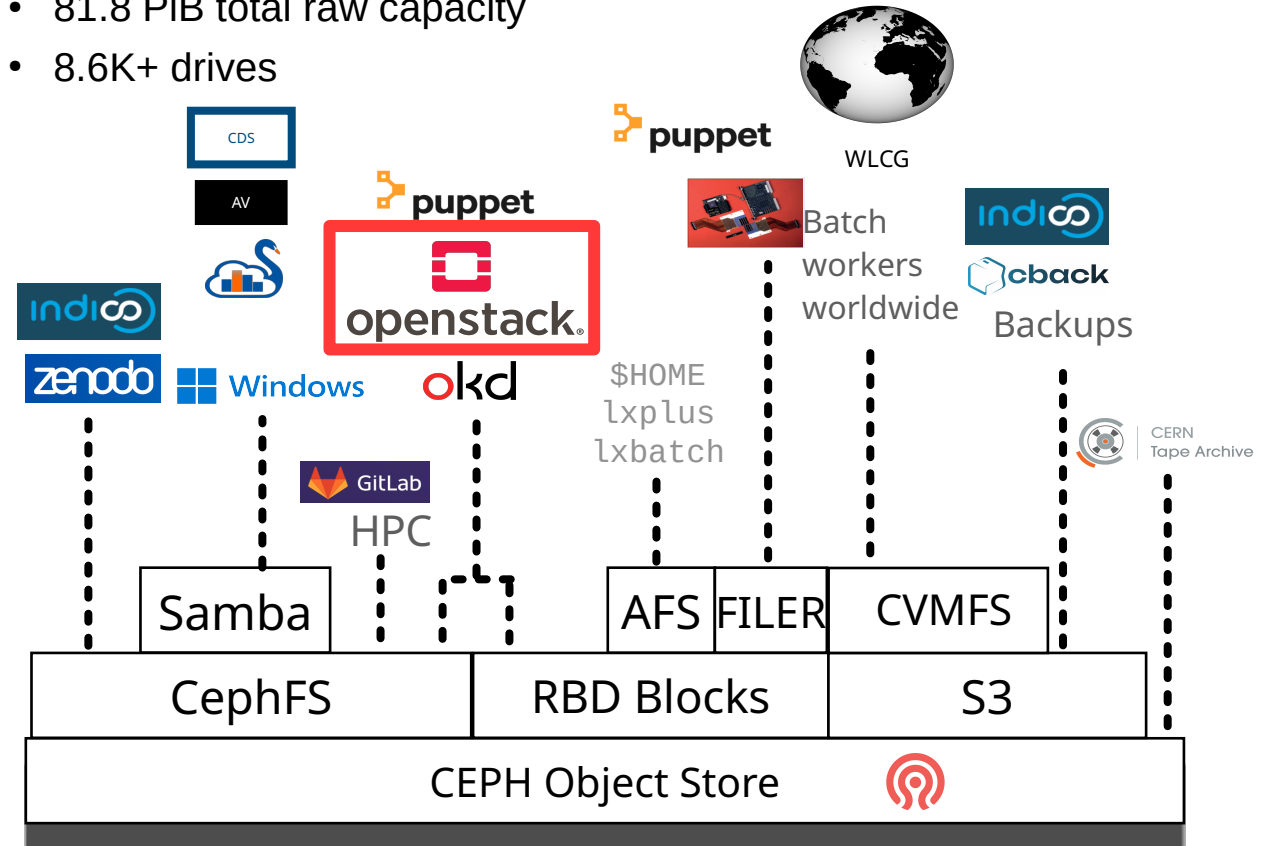 • 81.8 PiB total raw capacity
• 8.6K+ drives
CDS
AV
puppet
openstack®
puppet
WLCG
Batch
workers
worldwide
indico
cback
Backups
indico
zenodo
Windows
okd
$HOME
lxplus
lxbatch
CERN
Tape Archive
GitLab
HPC
Samba
AFS
FILER
CVMFS
CephFS
RBD Blocks
S3
CEPH Object Store